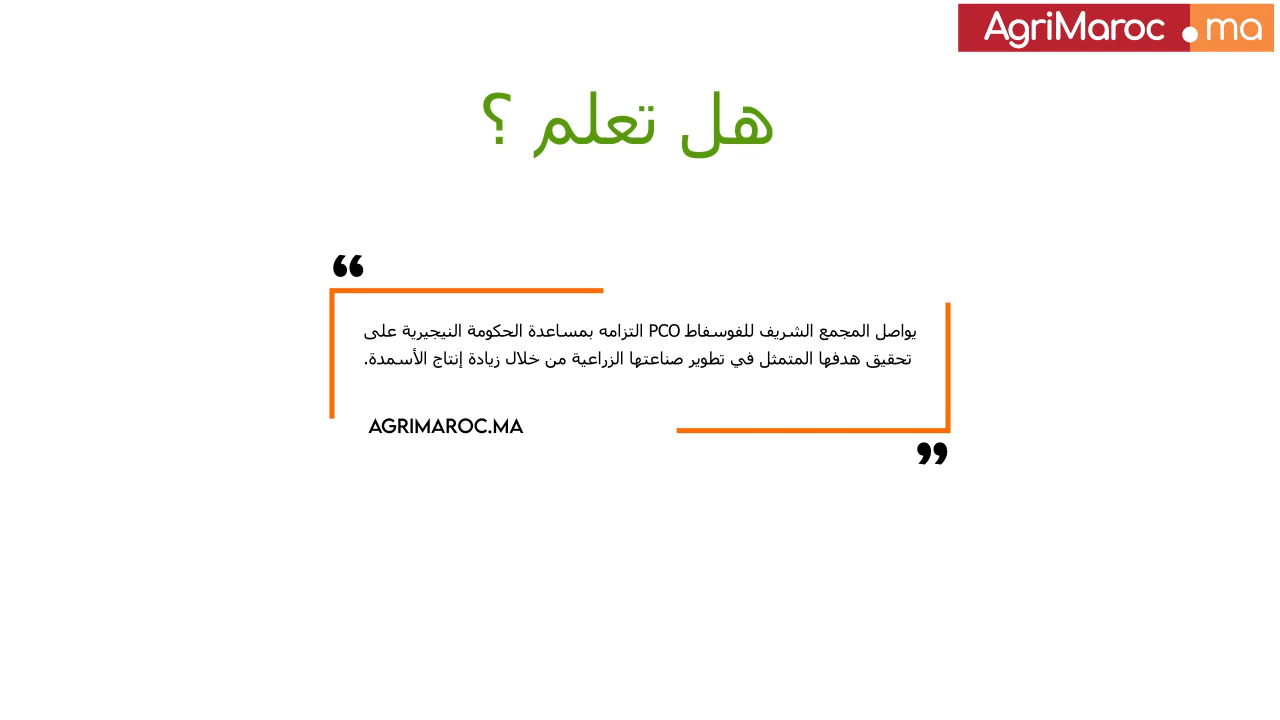 AgriMaroc.ma
هل تعلم ؟
يواصل المجمع الشريف للفوسفاط PCO التزامه بمساعدة الحكومة النيجيرية على
تحقيق هدفها المتمثل في تطوير صناعتها الزراعية من خلال زيادة إنتاج الأسمدة.
AGRIMAROC.MA